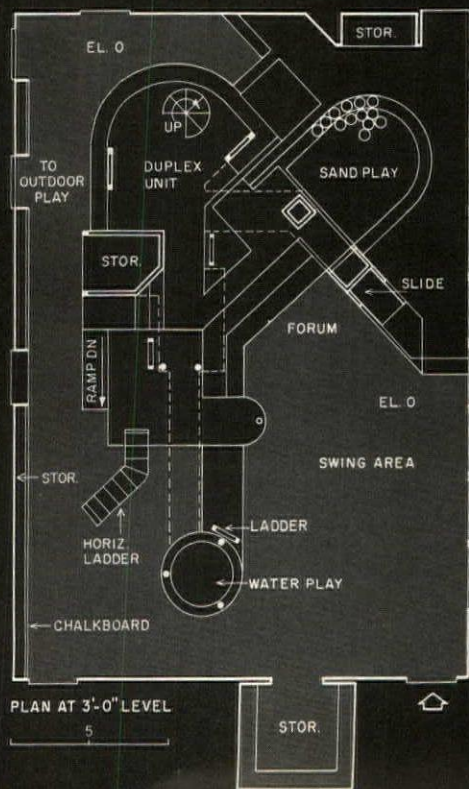 STOR.
EL. 0
UP
TO
OUTDOOR
PLAY
DUPLEX
UNIT
SAND PLAY
STOR.
SLIDE
FORUM
RAMP DN
EL. 0
SWING AREA
STOR.
LADDER
HORIZ.
LADDER
WATER PLAY
CHALKBOARD
PLAN AT 3'-0" LEVEL
5
STOR.